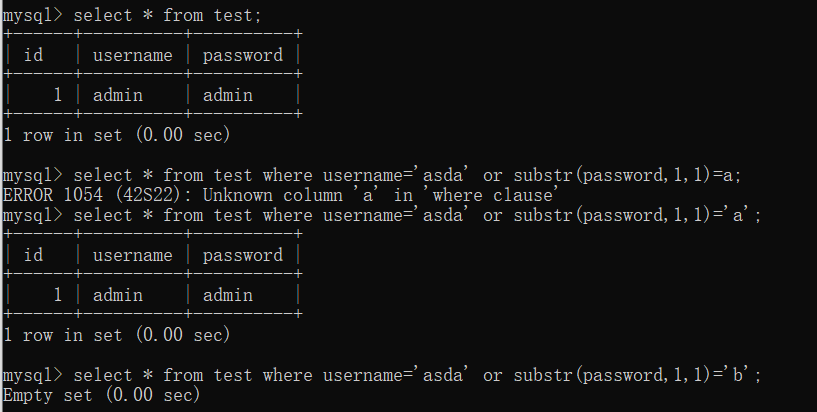 mysql> select * from test;
+------+----------+----------+
| id   | username | password |
+------+----------+----------+
|    1 | admin    | admin    |
+------+----------+----------+
1 row in set (0.00 sec)

mysql> select * from test where username='asda' or substr(password,1,1)=a;
ERROR 1054 (42S22): Unknown column 'a' in 'where clause'
mysql> select * from test where username='asda' or substr(password,1,1)='a';
+------+----------+----------+
| id   | username | password |
+------+----------+----------+
|    1 | admin    | admin    |
+------+----------+----------+
1 row in set (0.00 sec)

mysql> select * from test where username='asda' or substr(password,1,1)='b';
Empty set (0.00 sec)